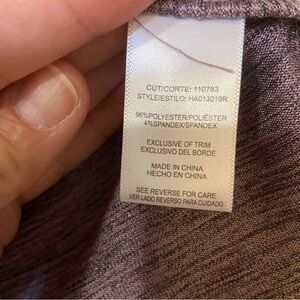 CUT/CORTE: 110783
STYLE/ESTILO: HA013019R
96%POLYESTER/POLIÉSTER
4%SPANDEX/SPANDEX
EXCLUSIVE OF TRIM
EXCLUSIVO DEL BORDE
MADE IN CHINA
HECHO EN CHINA
SEE REVERSE FOR CARE
VER LADO REVERSO PARA CUIDADO